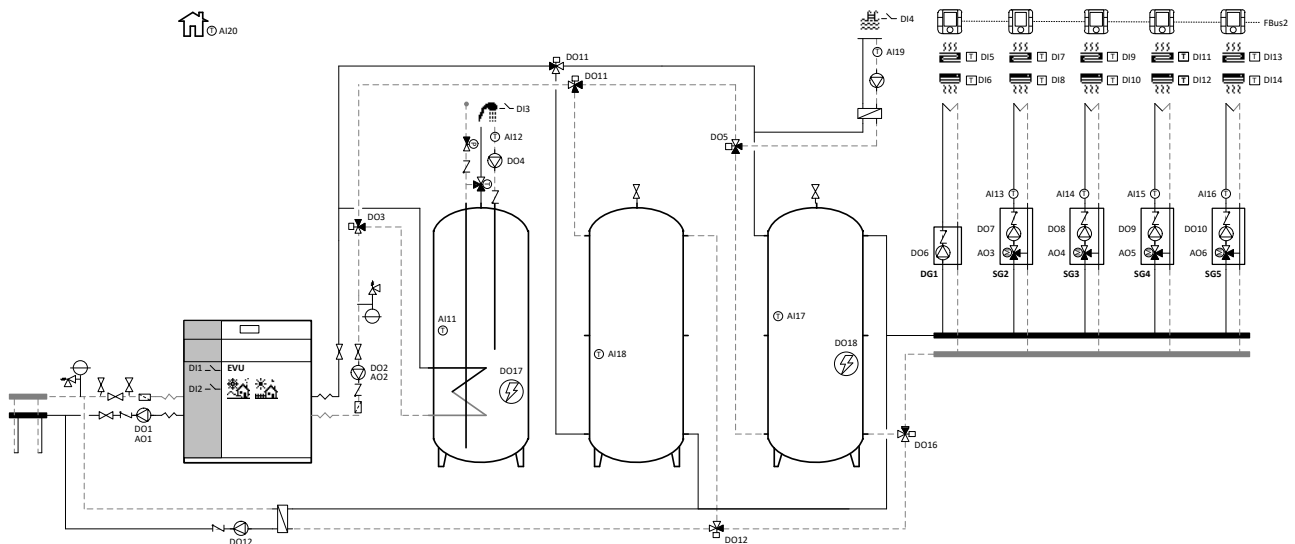 AI20
DI4
FBus2
AI19
DO11
DO11
T DI5
T DI7
T DI9
T DI11
T DI13
T DI6
T DI8
T DI10
T DI12
T DI14
DI3
AI12
DO4
DO5
AI13
AI14
AI15
AI16
DO3
DO6
DO7
DO8
DO9
DO10
AO3
AO4
AO5
AO6
DG1
SG2
SG3
SG4
SG5
AI11
AI18
AI17
DO18
DI1
EVU
DI2
DO2
AO2
DO17
DO1
AO1
DO16
DO12
DO12